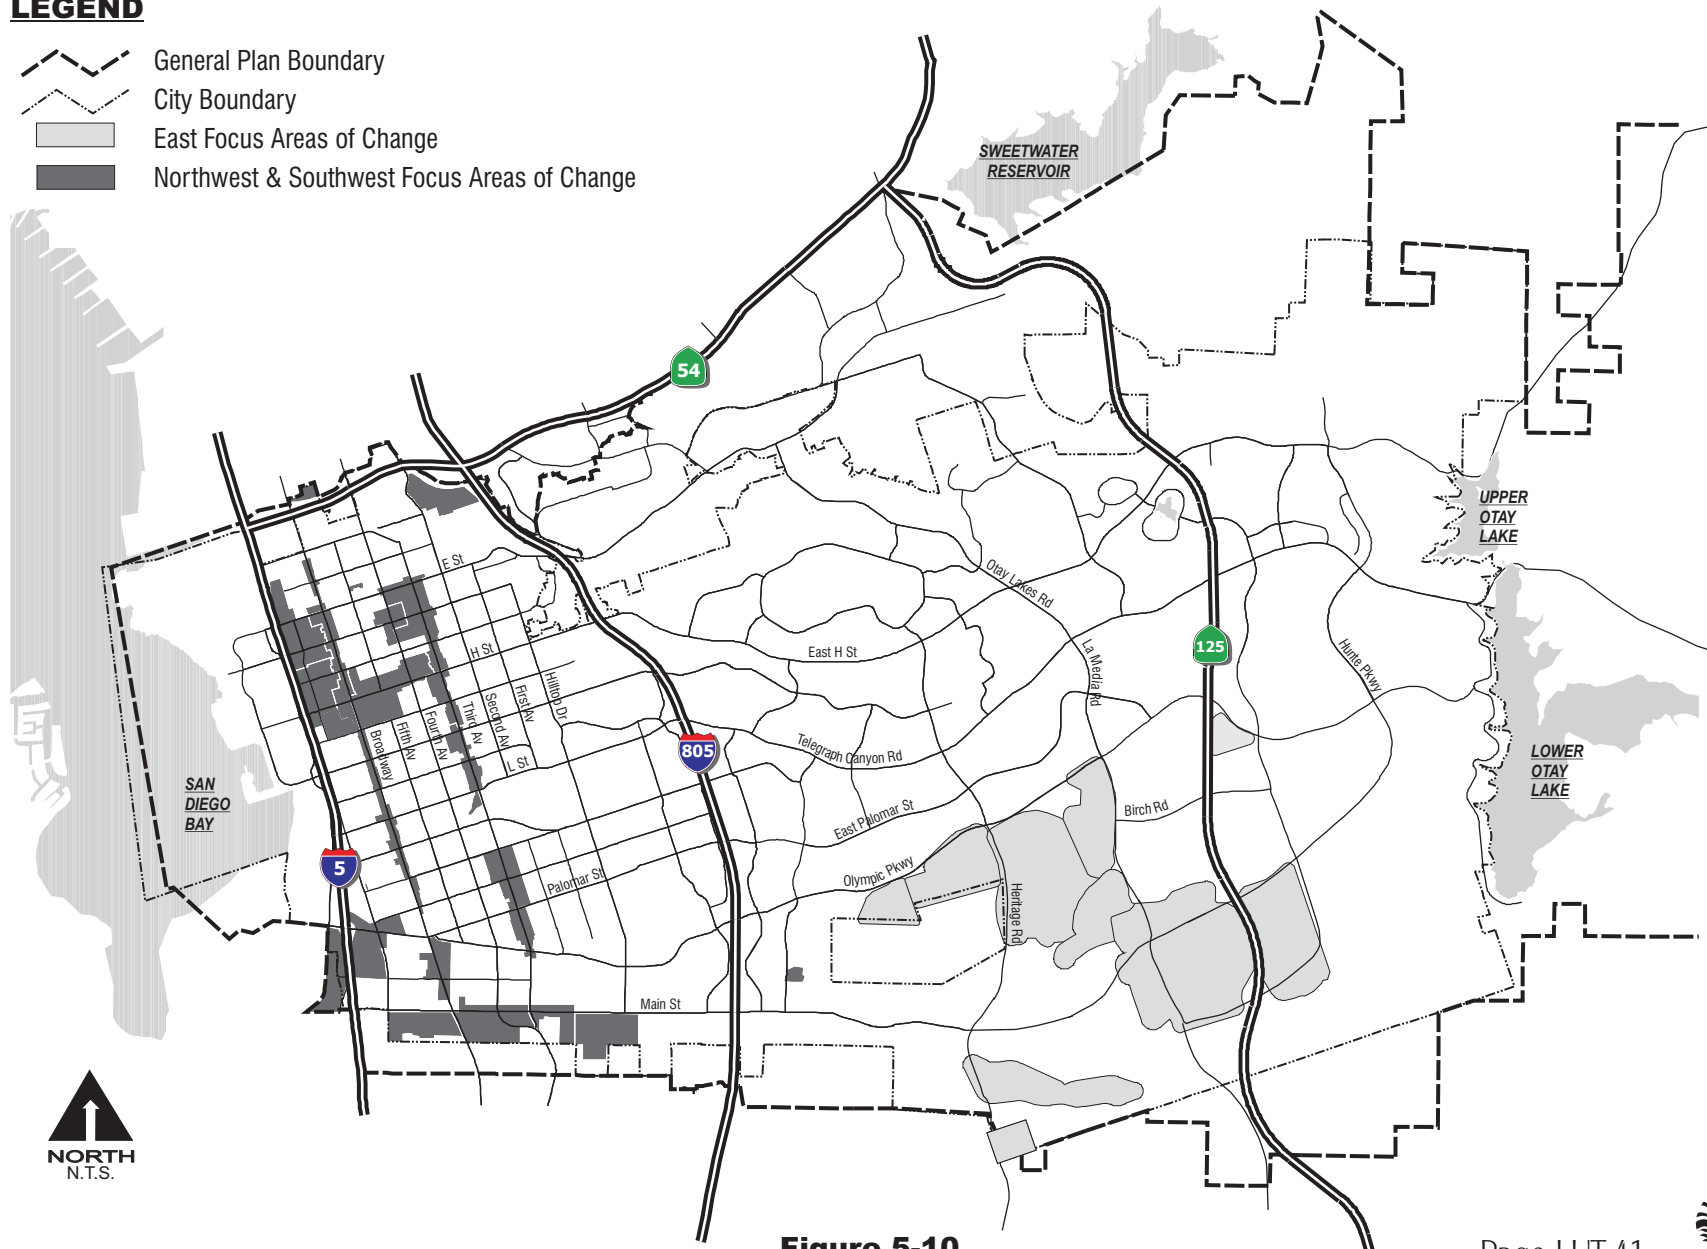 LEGEND
General Plan Boundary
City Boundary
East Focus Areas of Change
Northwest & Southwest Focus Areas of Change
SWEETWATER
RESERVOIR
54
UPPER
OTAY
LAKE
E St
Otay Lakes Rd
H St
East H St
La Media Rd
125
Hunte Pkwy
Hilltop Dr
First Av
Second Av
Third Av
Fourth Av
Fifth Av
Broadway
L St
805
Telegraph Canyon Rd
LOWER
OTAY
LAKE
SAN
DIEGO
BAY
East Palomar St
Birch Rd
5
Palomar St
Olympic Pkwy
Heritage Rd
Main St
NORTH
N.T.S.
Figure 5-10
Page LUT-41